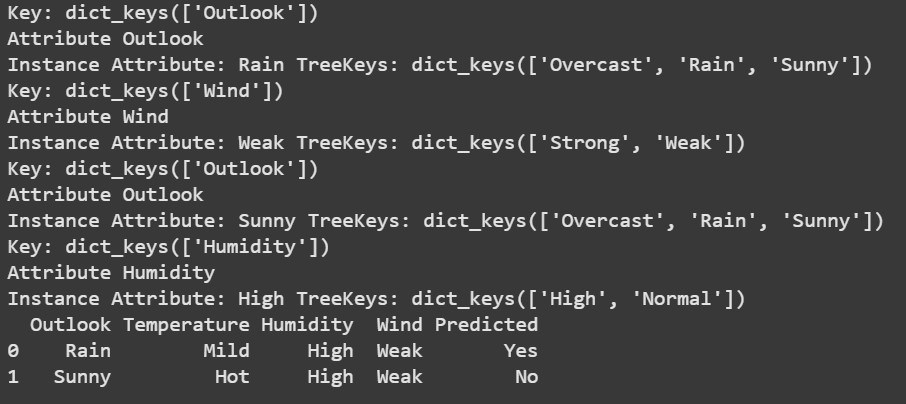 Key: dict_keys(['Outlook'])
Attribute Outlook
Instance Attribute: Rain TreeKeys: dict_keys(['Overcast', 'Rain', 'Sunny'])
Key: dict_keys(['Wind'])
Attribute Wind
Instance Attribute: Weak TreeKeys: dict_keys(['Strong', 'Weak'])
Key: dict_keys(['Outlook'])
Attribute Outlook
Instance Attribute: Sunny TreeKeys: dict_keys(['Overcast', 'Rain', 'Sunny'])
Key: dict_keys(['Humidity'])
Attribute Humidity
Instance Attribute: High TreeKeys: dict_keys(['High', 'Normal'])
  Outlook Temperature Humidity  Wind Predicted
0    Rain        Mild     High  Weak       Yes
1   Sunny         Hot     High  Weak        No